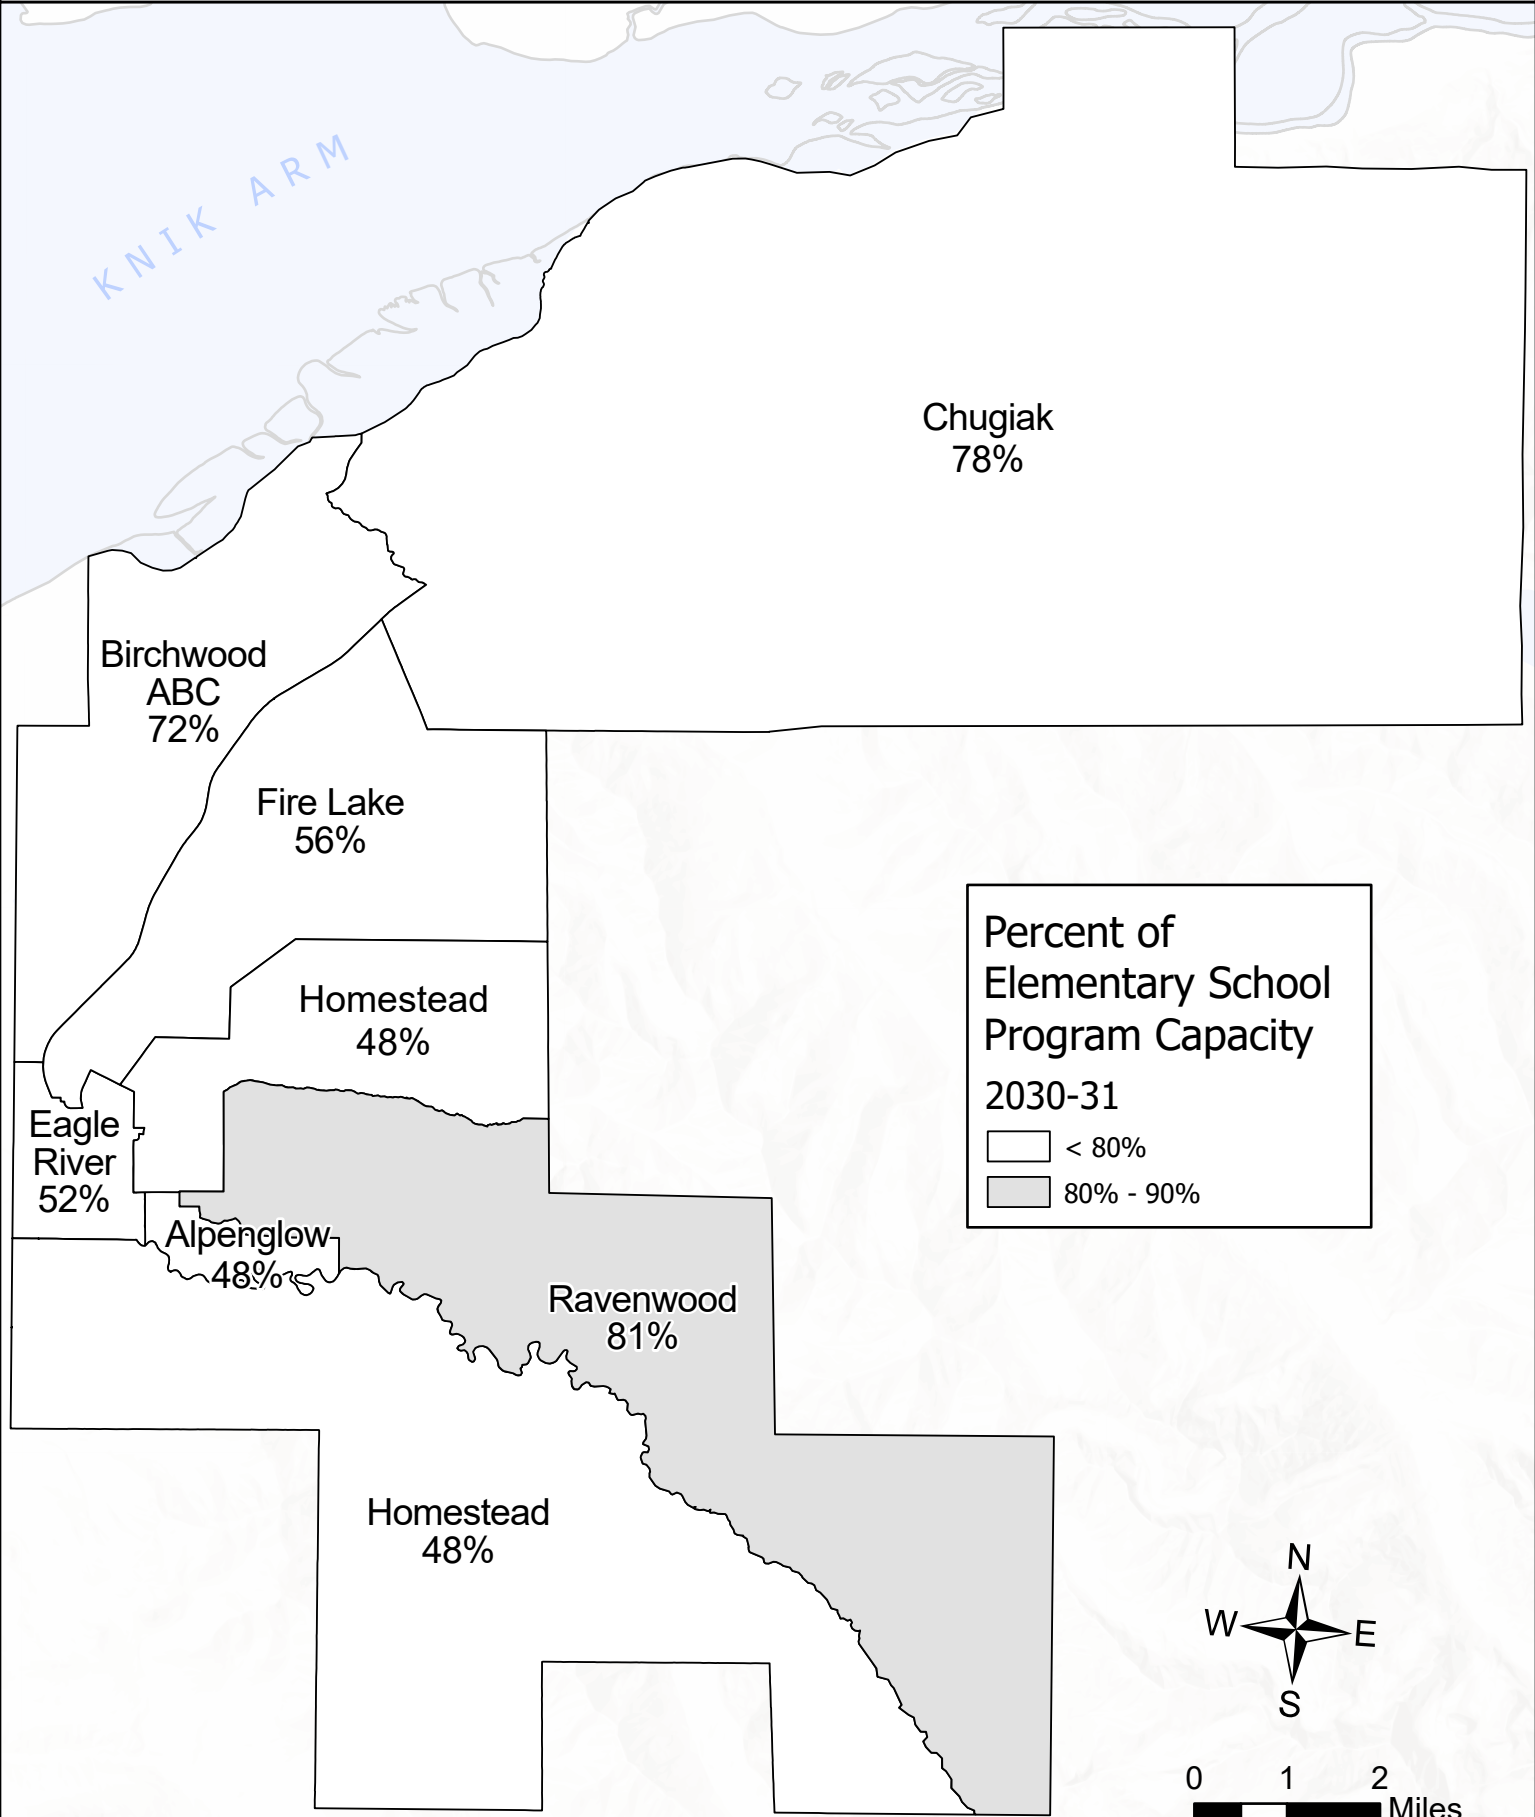 KNIK ARM
Chugiak
78%
Birchwood
ABC
72%
Fire Lake
56%
Homestead
48%
Eagle
River
52%
Alpenglow
48%
Ravenwood
81%
Homestead
48%
Percent of
Elementary School
Program Capacity
2030-31
< 80%
80% - 90%
N
W E
S
0 1 2
Miles